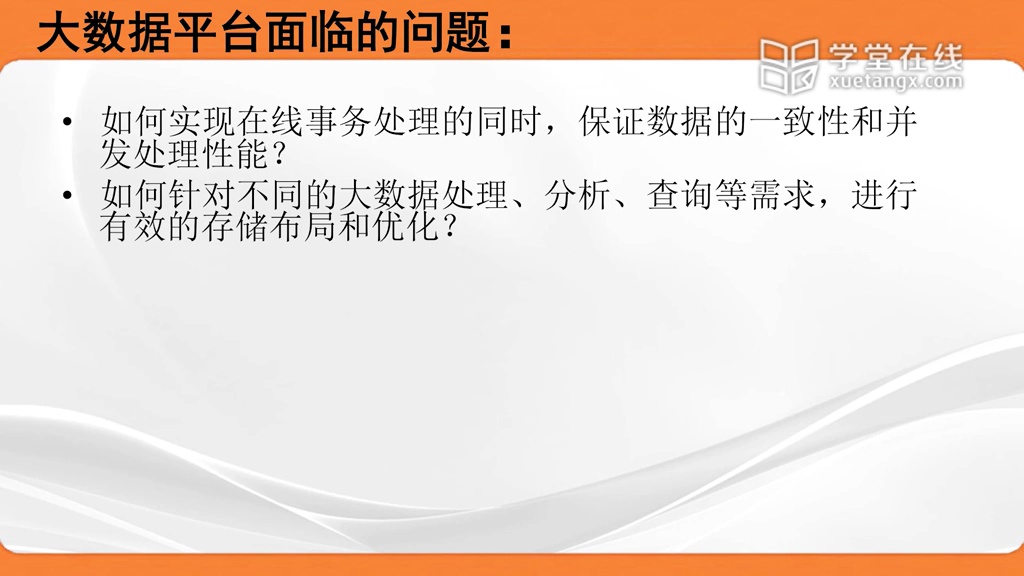 大数据平台面临的问题：
学堂在线
xuetangx.com
• 如何实现在线事务处理的同时，保证数据的一致性和并
发处理性能？
• 如何针对不同的大数据处理、分析、查询等需求，进行
有效的存储布局和优化？